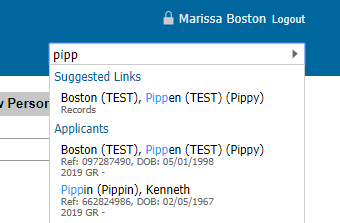 Marissa Boston Logout
pipp
Suggested Links
Boston (TEST), Pippen (TEST) (Pippy)
Records
w Person
Applicants
Boston (TEST), Pippen (TEST) (Pippy)
Ref: 097287490, DOB: 05/01/1998
2019 GR -
Pippin (Pippin), Kenneth
Ref: 662824986, DOB: 02/05/1967
2019 GR -